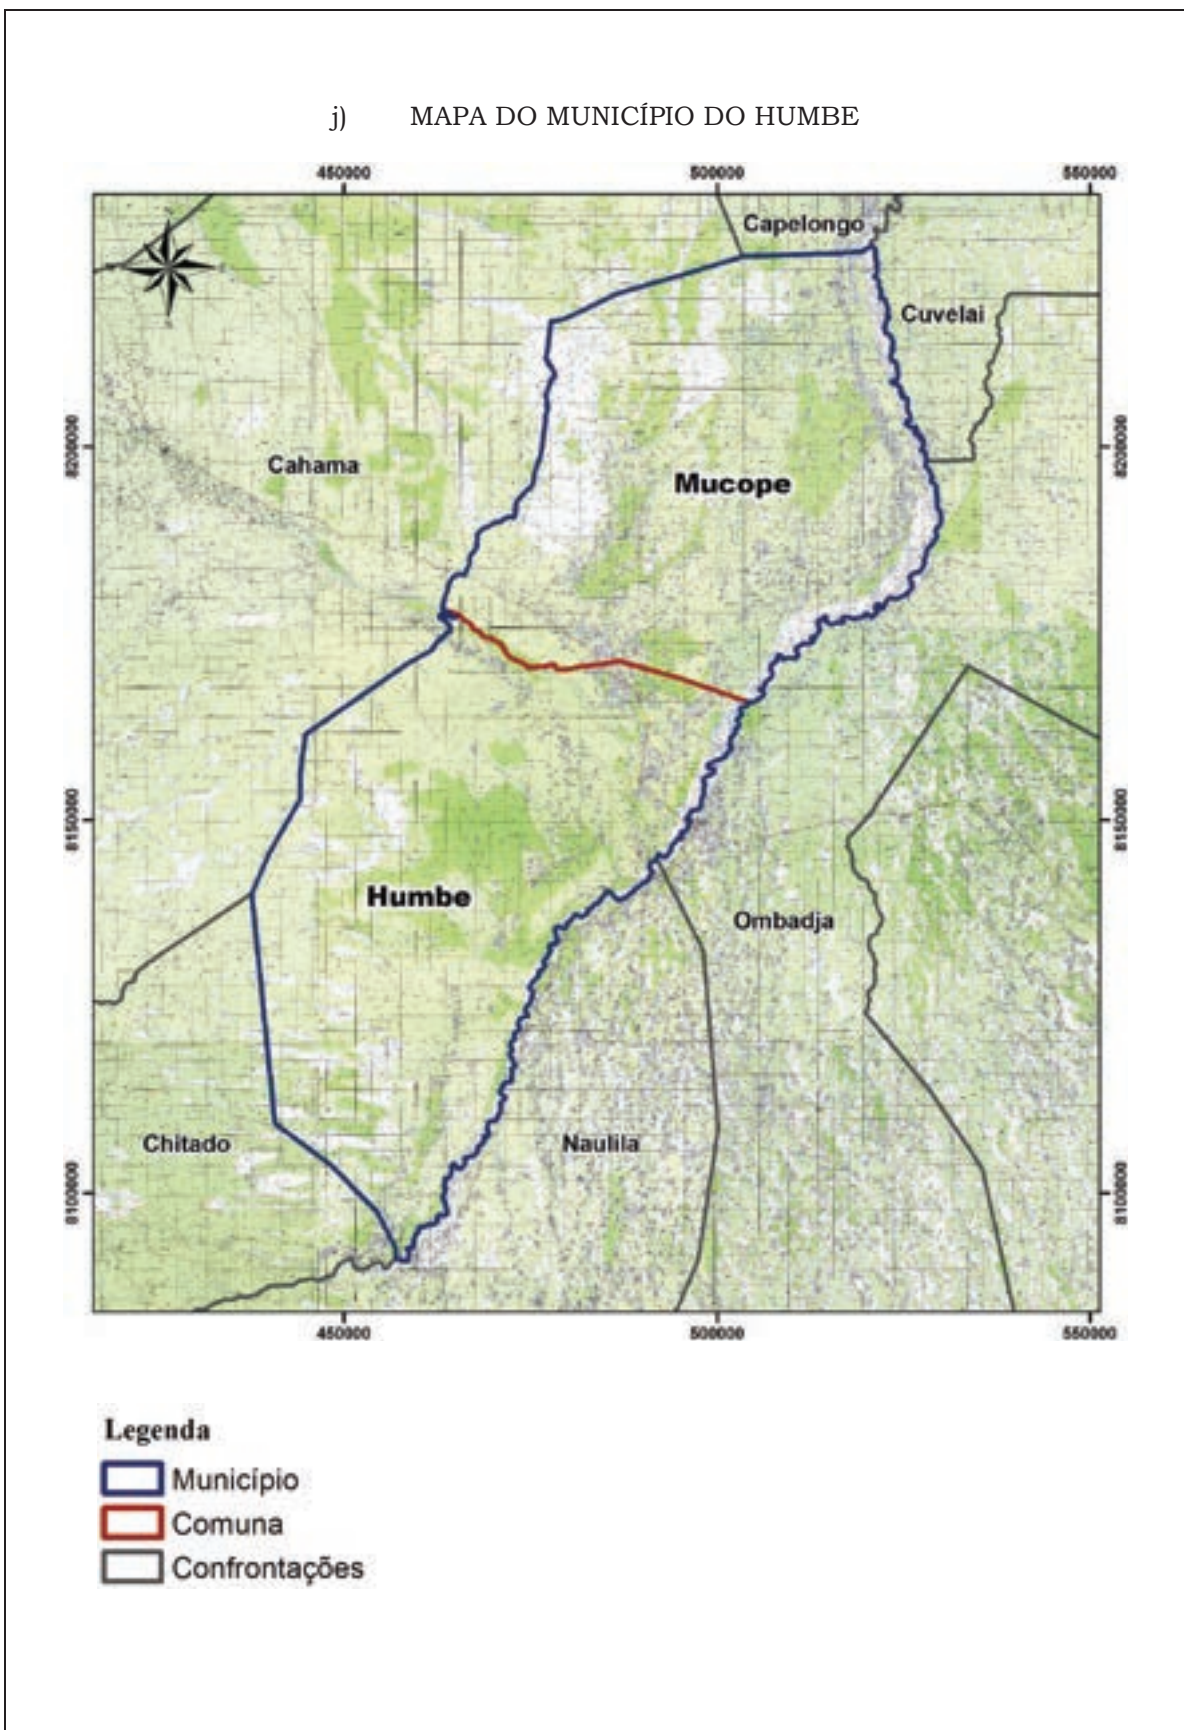 j) MAPA DO MUNICÍPIO DO HUMBE
450000 500000 550000
Capelongo
Cuvelai
8200000 8200000
Cahama
Mucope
8150000 8150000
Humbe
Ombadja
Chitado
Naulila
8100000 8100000
450000 500000 550000
Legenda
Município
Comuna
Confrontações